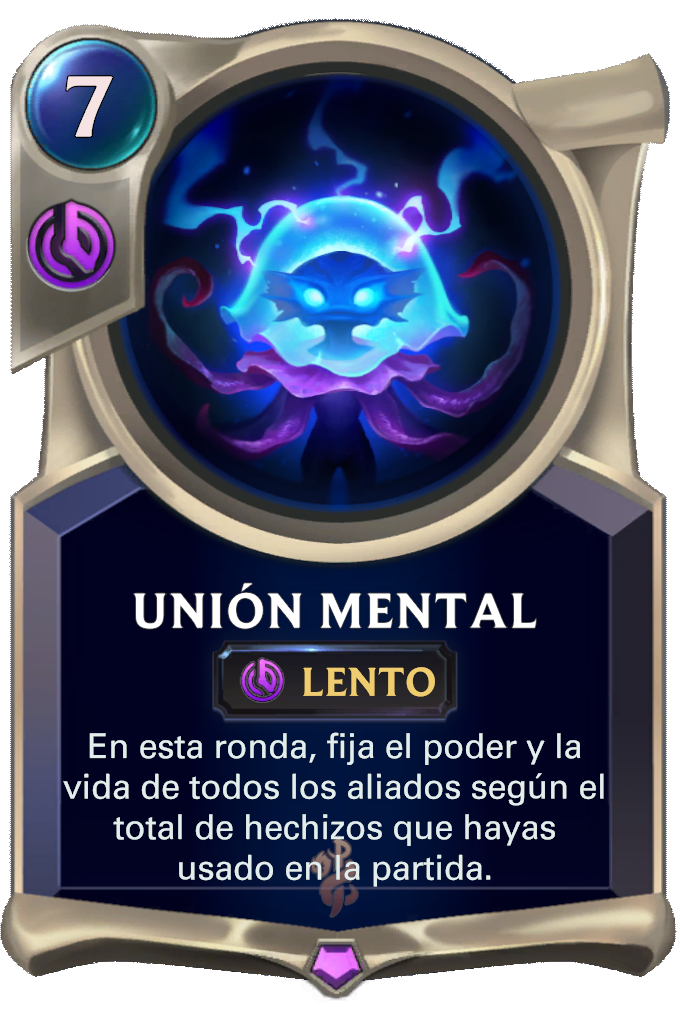 7
UNIÓN MENTAL
LENTO
En esta ronda, fija el poder y la
vida de todos los aliados según el
total de hechizos que hayas
usado en la partida.